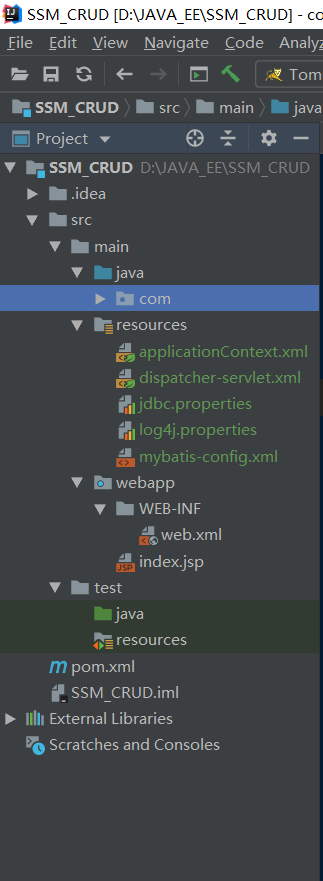 SSM_CRUD [D:\JAVA_EE\SSM_CRUD] - co
File Edit View Navigate Code Analyz
Tom
SSM_CRUD src main java
Project
SSM_CRUD D:\JAVA_EE\SSM_CRUD
.idea
src
main
java
com
resources
applicationContext.xml
dispatcher-servlet.xml
jdbc.properties
log4j.properties
mybatis-config.xml
webapp
WEB-INF
web.xml
JSP index.jsp
test
java
resources
m pom.xml
SSM_CRUD.iml
External Libraries
Scratches and Consoles